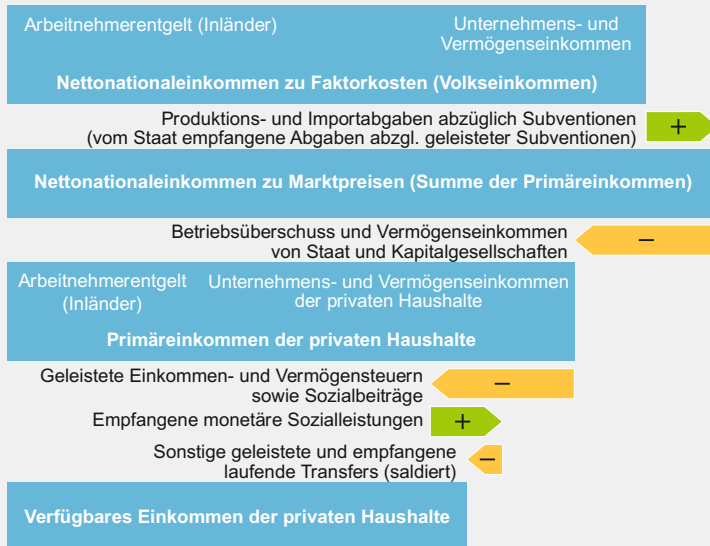 Arbeitnehmerentgelt (Inländer)
Unternehmens- und
Vermögenseinkommen
Nettonationaleinkommen zu Faktorkosten (Volkseinkommen)
Produktions- und Importabgaben abzüglich Subventionen
(vom Staat empfangene Abgaben abzgl. geleisteter Subventionen)
+
Nettonationaleinkommen zu Marktpreisen (Summe der Primäreinkommen)
Betriebsüberschuss und Vermögenseinkommen
von Staat und Kapitalgesellschaften
−
Arbeitnehmerentgelt
(Inländer)
Unternehmens- und Vermögenseinkommen
der privaten Haushalte
Primäreinkommen der privaten Haushalte
Geleistete Einkommen- und Vermögensteuern
sowie Sozialbeiträge
−
Empfangene monetäre Sozialleistungen
+
Sonstige geleistete und empfangene
laufende Transfers (saldiert)
−
Verfügbares Einkommen der privaten Haushalte